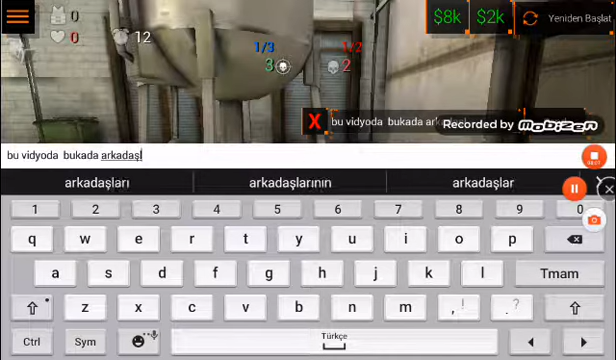 0
$8k
$2k
Yeniden Başlat
0
12
1/3
1/2
3
2
X
bu vidyoda bukada
Recorded by mobizen
bu vidyoda bukada arkadaşl
arkadaşları
arkadaşlarının
arkadaşlar
1 2 3 4 5 6 7 8 9 0
q w e r t y u i o p
a s d f g h j k l Tmam
z x c v b n m ,! .?
Ctrl Sym Türkçe